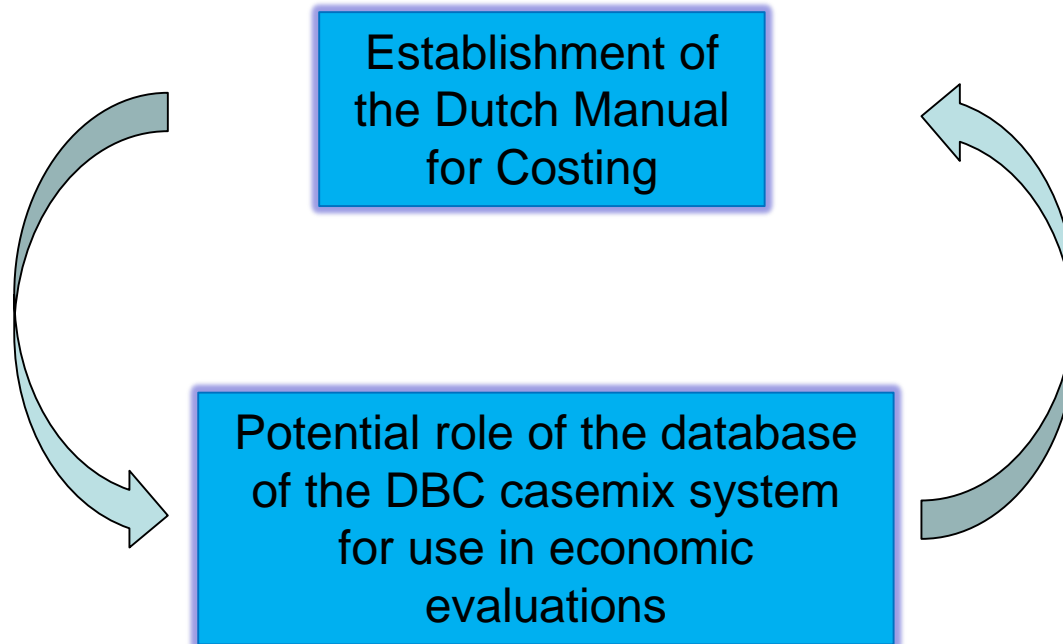 Establishment of
the Dutch Manual
for Costing
Potential role of the database
of the DBC casemix system
for use in economic
evaluations